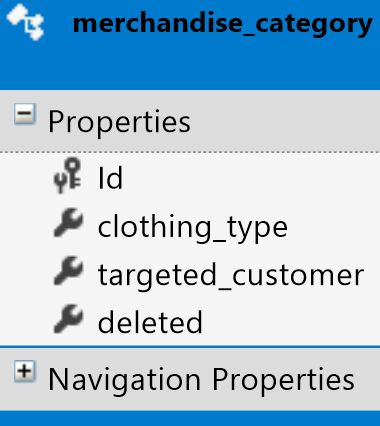 merchandise_category
Properties
Id
clothing_type
targeted_customer
deleted
Navigation Properties